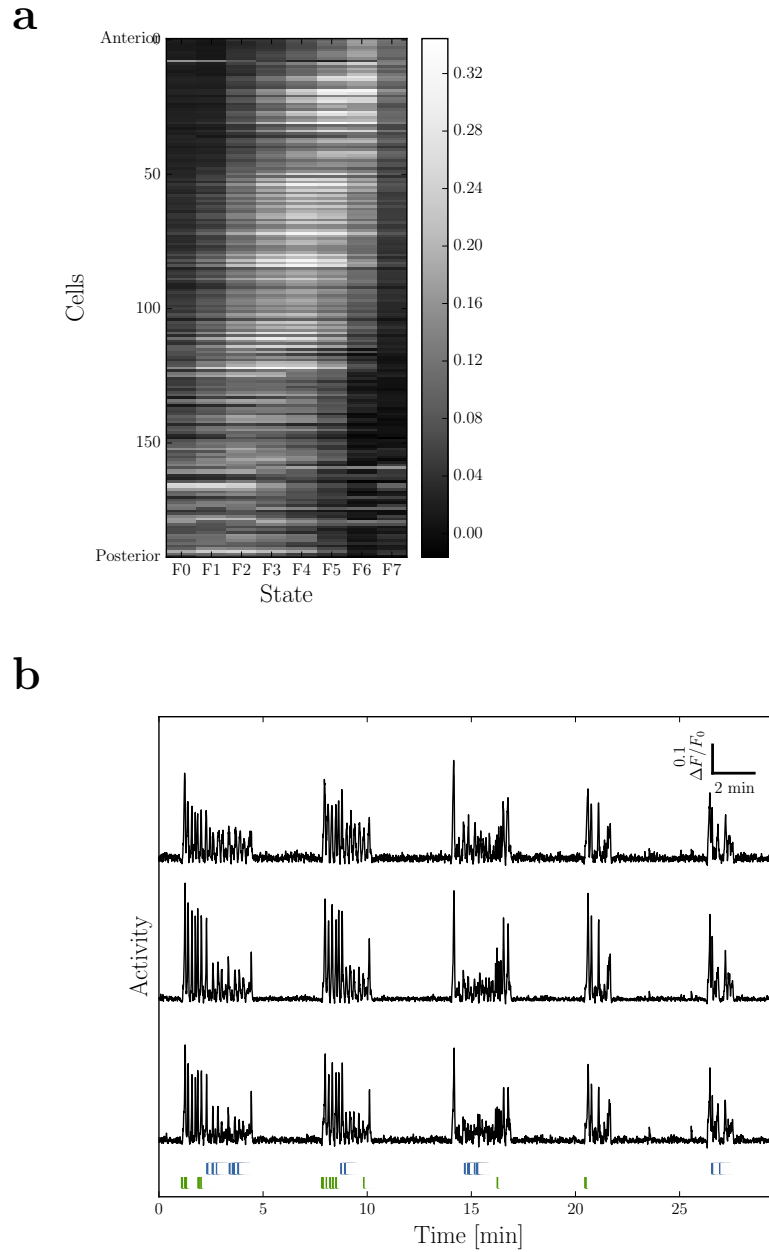 a
Anterior
0
50
100
150
Posterior
Cells
F0 F1 F2 F3 F4 F5 F6 F7
State
0.32
0.28
0.24
0.20
0.16
0.12
0.08
0.04
0.00
b
0.1
ΔF/F₀
2 min
Activity
0 5 10 15 20 25
Time [min]